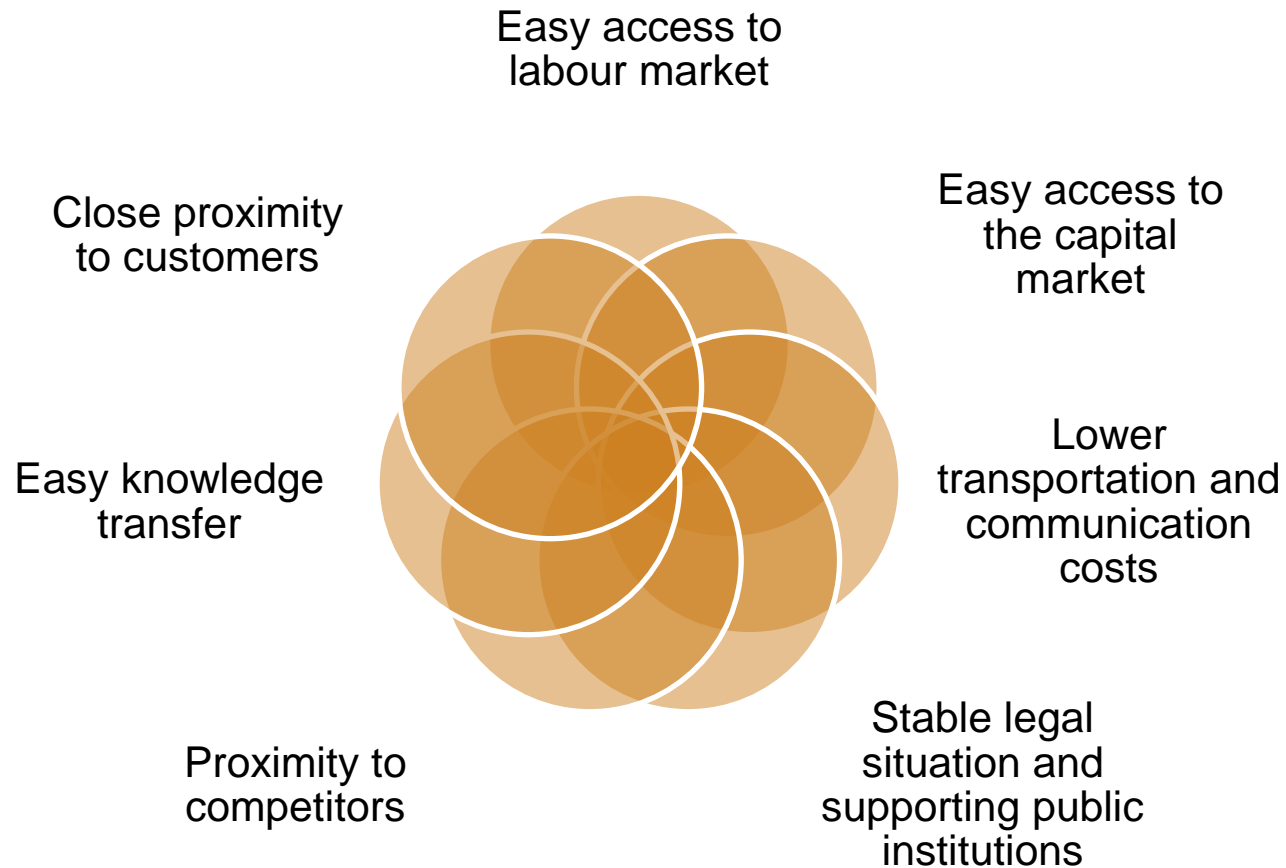 Easy access to
labour market
Easy access to
the capital
market
Lower
transportation and
communication
costs
Stable legal
situation and
supporting public
institutions
Proximity to
competitors
Easy knowledge
transfer
Close proximity
to customers